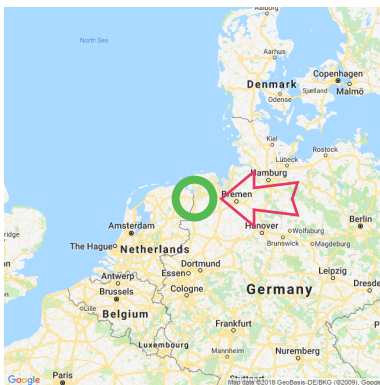 Aalborg
North Sea
Aarhus
Copenhagen
Denmark
Sjælland
Malmö
Odense
Kiel
Rostock
Lübeck
Hamburg
Bremen
Amsterdam
Berlin
Hanover
Wolfsburg
The Hague
Netherlands
Brunswick
Magdeburg
Dortmund
Essen
Antwerp
Leipzig
Brussels
Cologne
Germany
Lille
Belgium
Frankfurt
Luxembourg
Mannheim
Nuremberg
Paris
Stuttgart
Google
Map data ©2018 GeoBasis-DE/BKG (©2009), Google